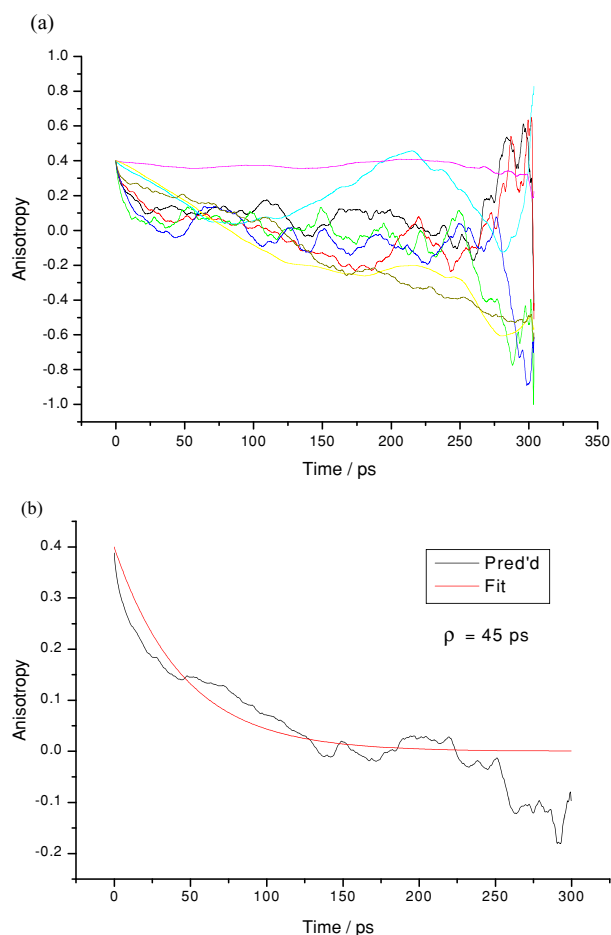 (a)
1.0
0.8
0.6
0.4
0.2
0.0
-0.2
-0.4
-0.6
-0.8
-1.0
Anisotropy
0 50 100 150 200 250 300 350
Time / ps
(b)
0.4
0.3
0.2
0.1
0.0
-0.1
-0.2
Anisotropy
Pred'd
Fit
ρ = 45 ps
0 50 100 150 200 250 300
Time / ps